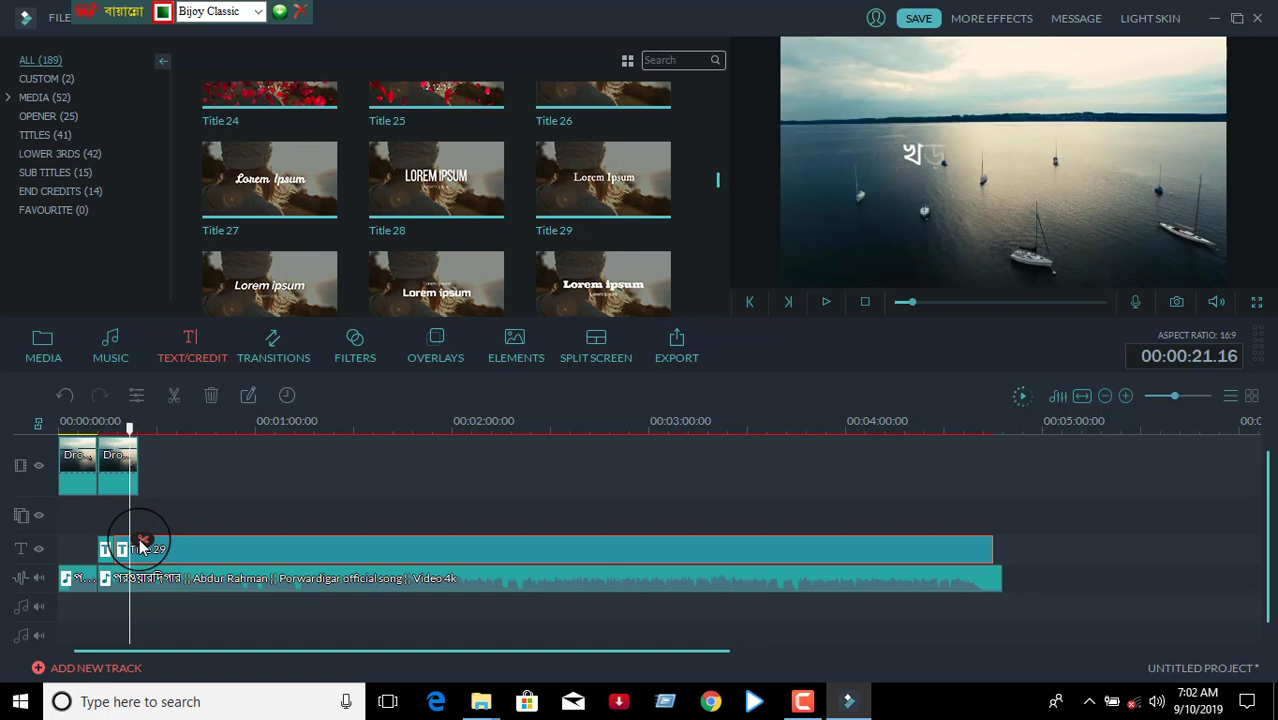 FILE
বায়ান্নো
Bijoy Classic
SAVE
MORE EFFECTS
MESSAGE
LIGHT SKIN
ALL (189)
CUSTOM (2)
MEDIA (52)
OPENER (25)
TITLES (41)
LOWER 3RDS (42)
SUB TITLES (15)
END CREDITS (14)
FAVOURITE (0)
Search
Title 24
Title 25
Title 26
Lorem Ipsum
LOREM IPSUM
Lorem Ipsum
Title 27
Title 28
Title 29
Lorem ipsum
Lorem ipsum
Lorem ipsum
MEDIA
MUSIC
TEXT/CREDIT
TRANSITIONS
FILTERS
OVERLAYS
ELEMENTS
SPLIT SCREEN
EXPORT
ASPECT RATIO: 16:9
00:00:21.16
00:00:00:00
00:01:00:00
00:02:00:00
00:03:00:00
00:04:00:00
00:05:00:00
Dro...
Dro...
প...
পরওয়ারদিগার || Abdur Rahman || Porwardigar official song || Video 4k
ADD NEW TRACK
UNTITLED PROJECT *
Type here to search
7:02 AM
9/10/2019